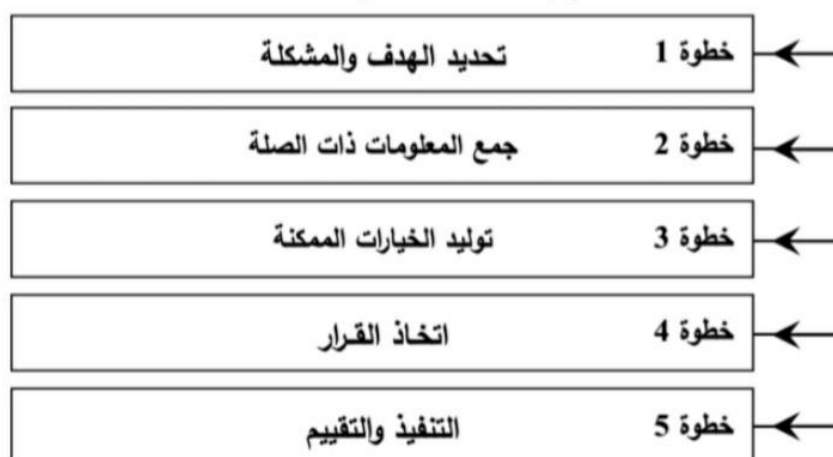 خطوة 1 تحديد الهدف والمشكلة
خطوة 2 جمع المعلومات ذات الصلة
خطوة 3 توليد الخيارات الممكنة
خطوة 4 اتخاذ القرار
خطوة 5 التنفيذ والتقييم